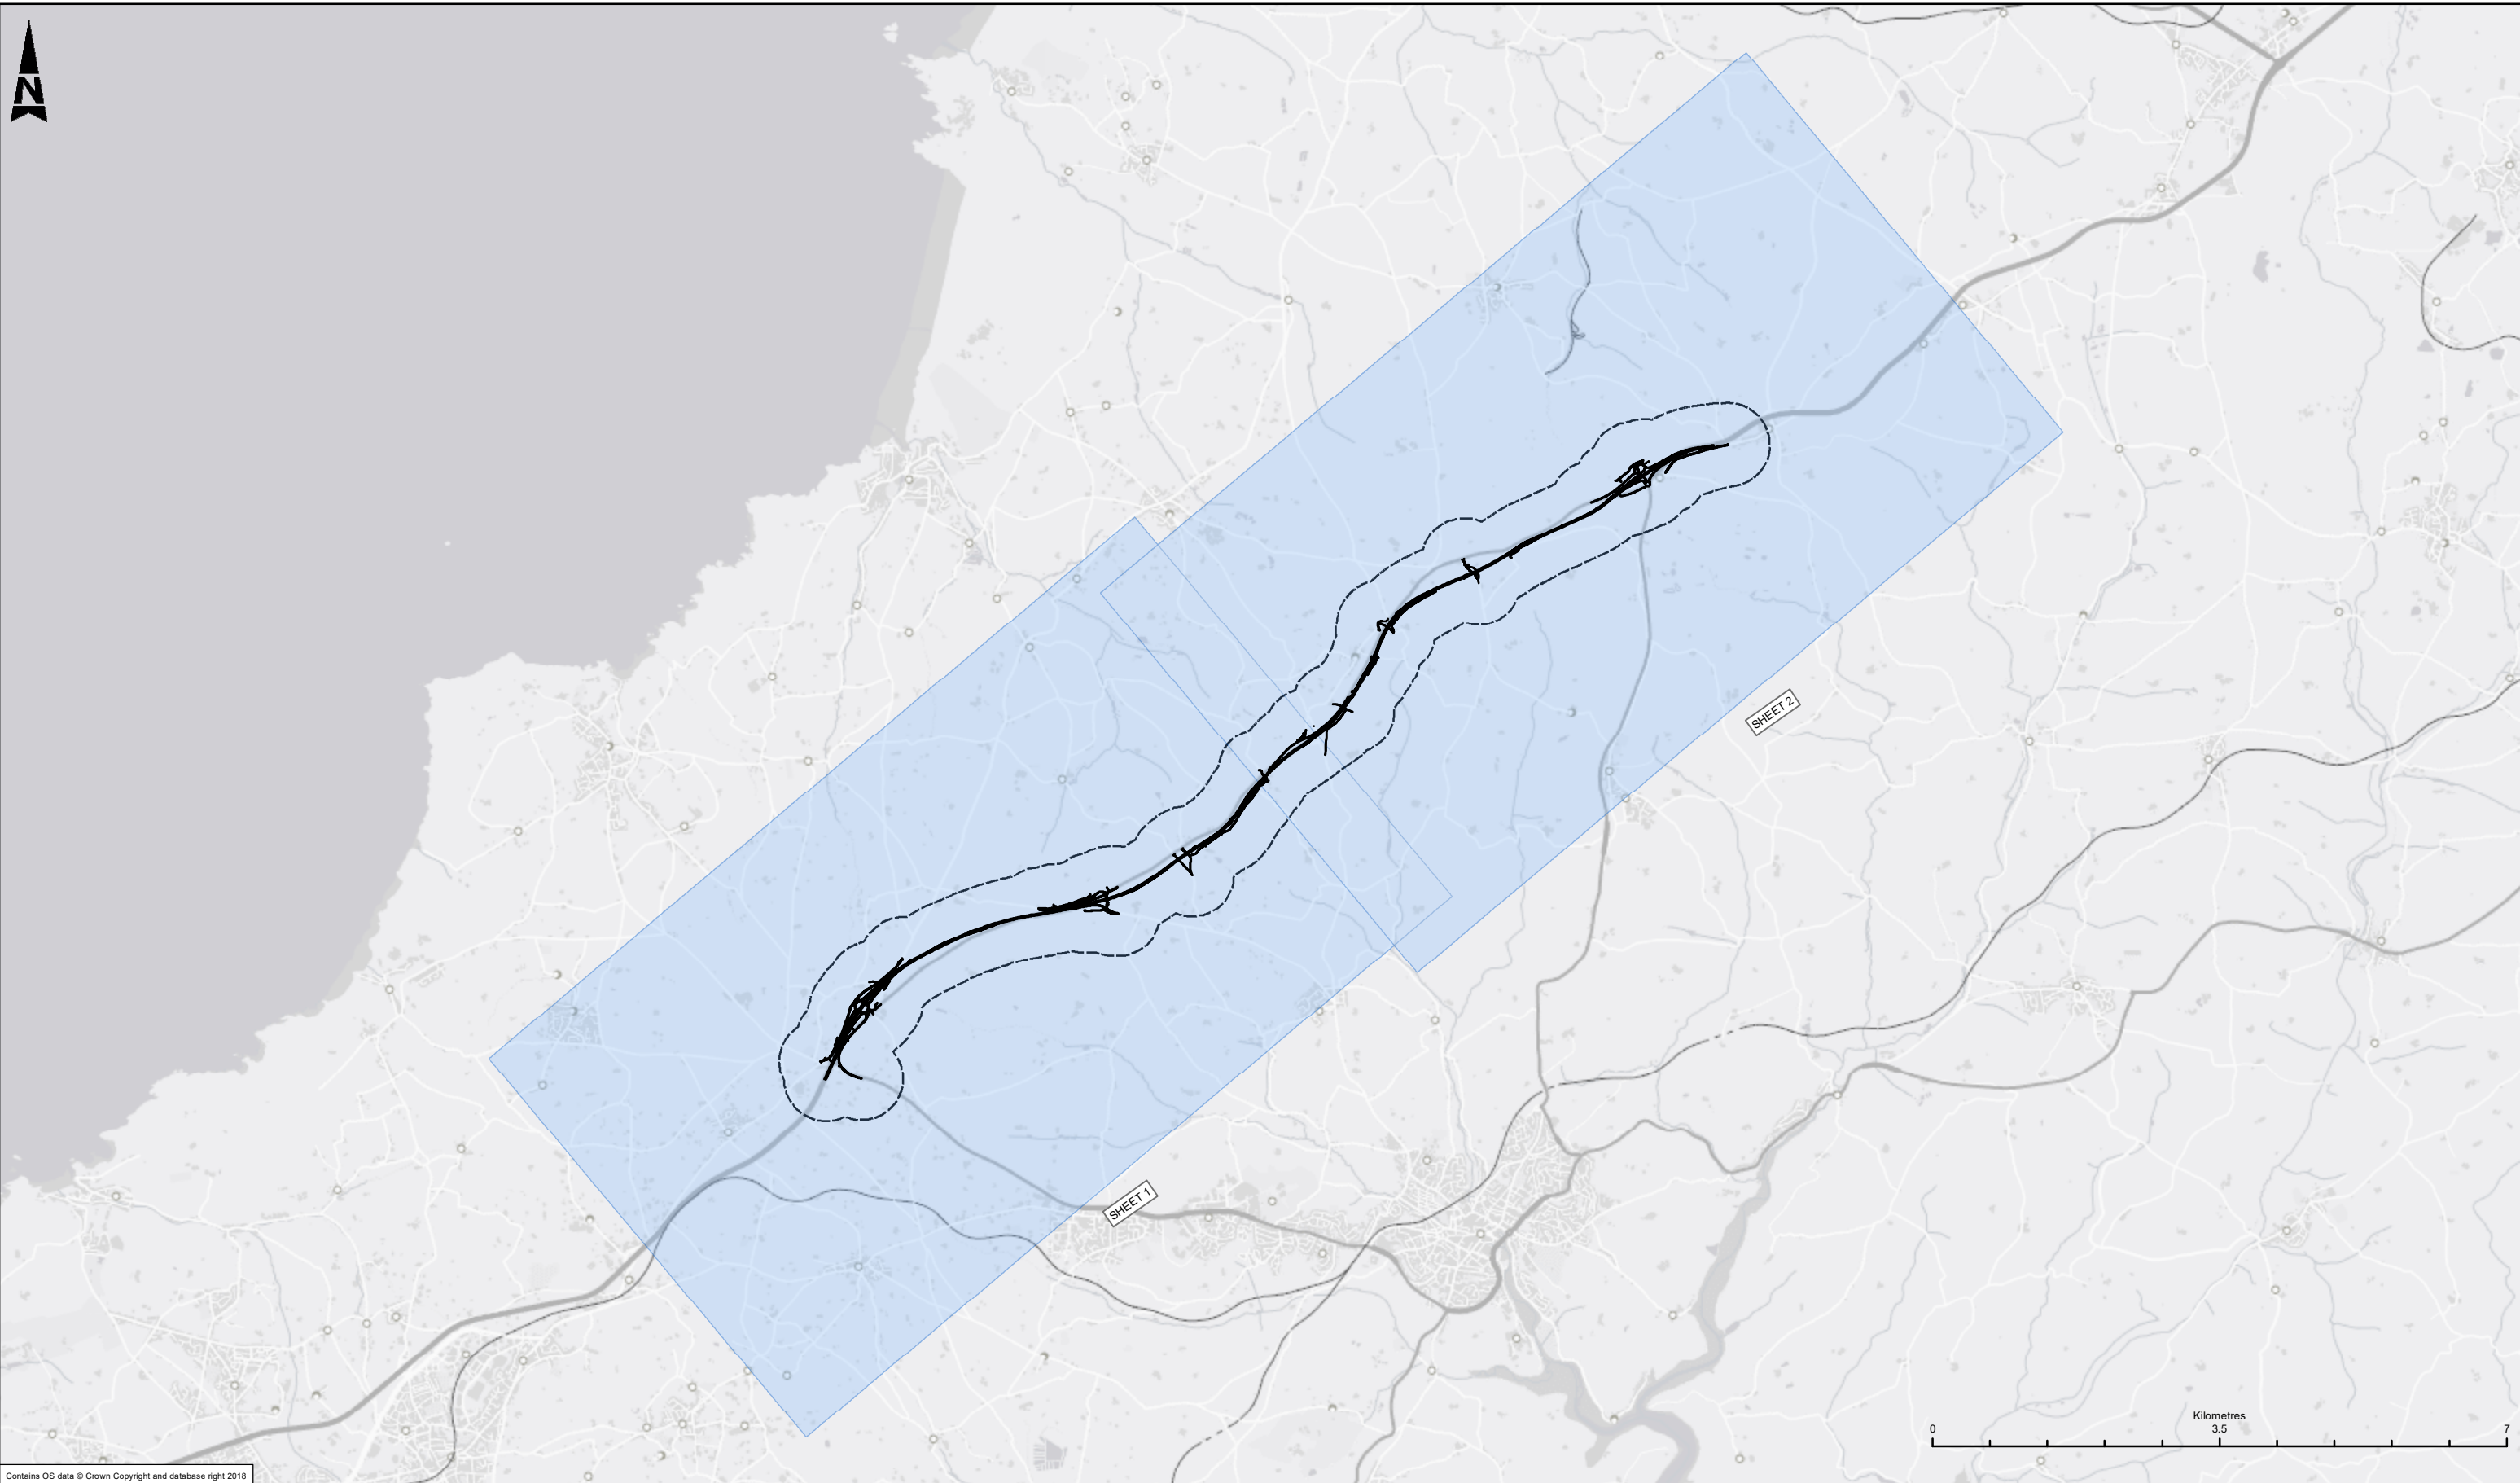 N
SHEET 2
SHEET 1
Kilometres
0 3.5 7
Contains OS data © Crown Copyright and database right 2018